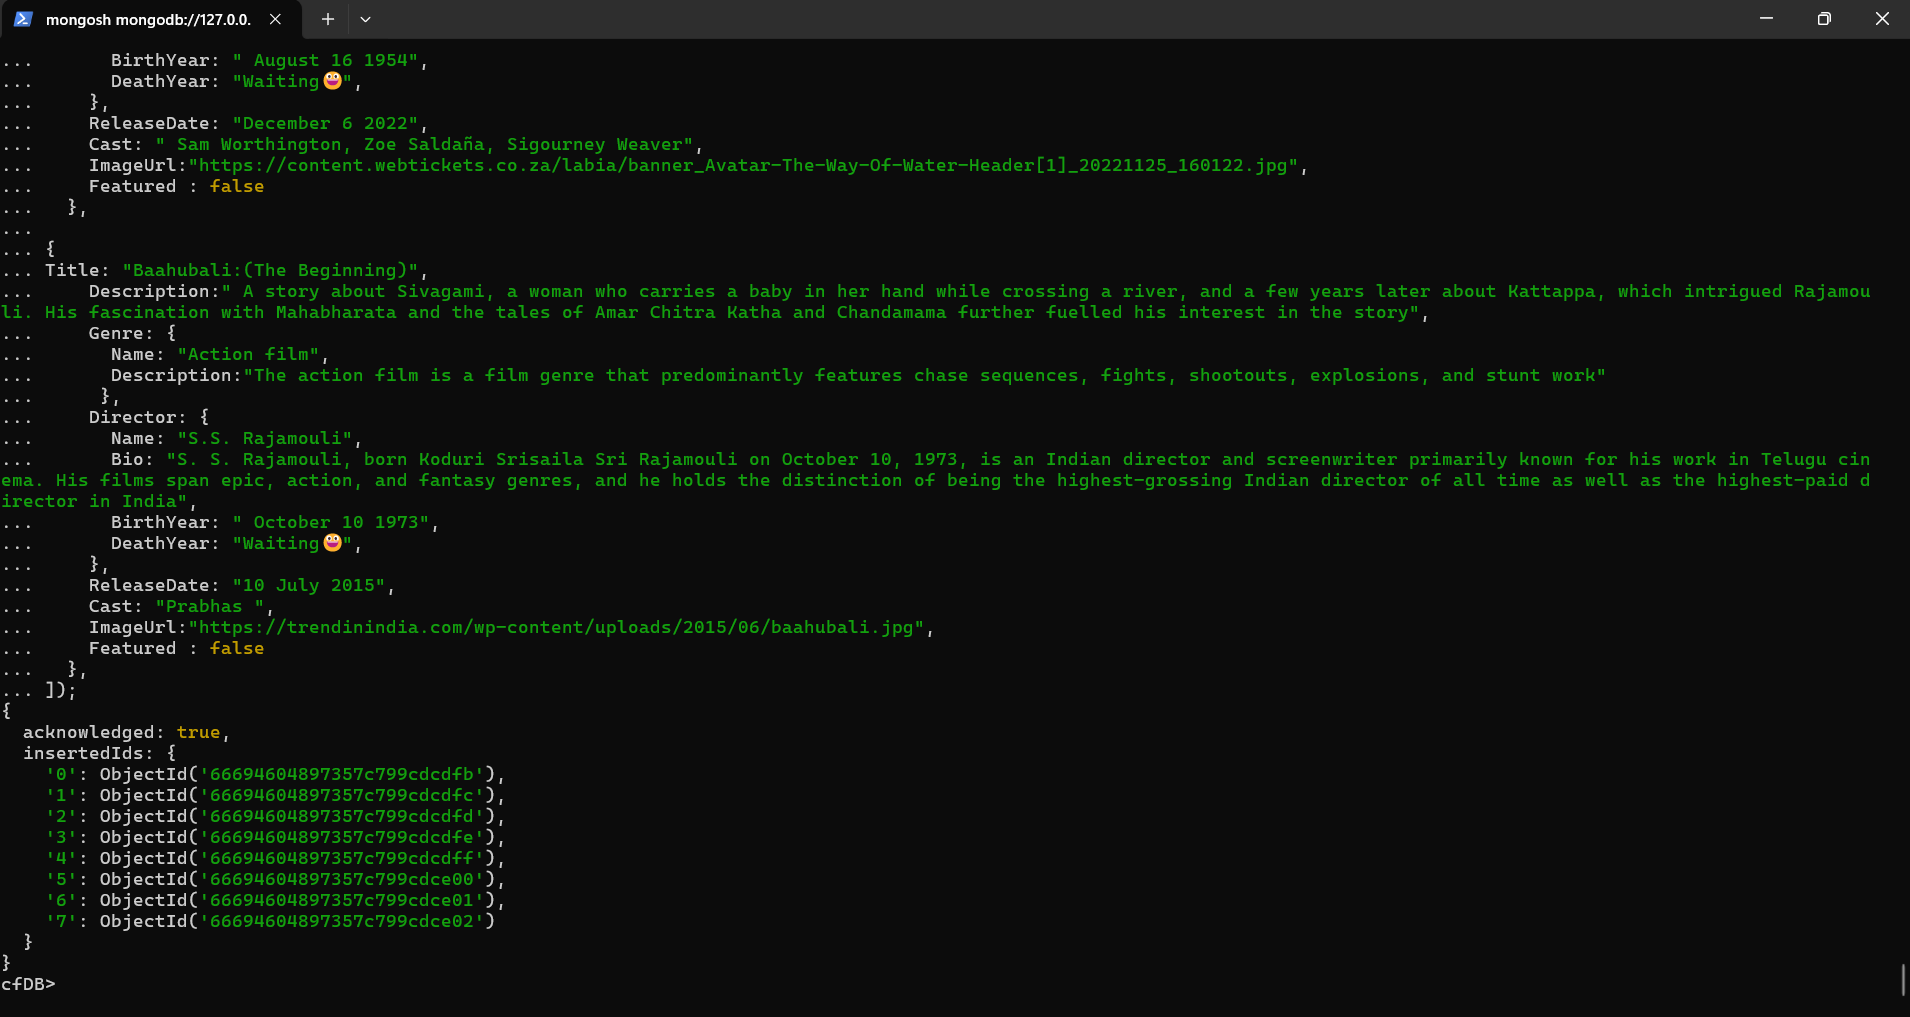 mongosh mongodb://127.0.0.
...       BirthYear: " August 16 1954",
...       DeathYear: "Waiting😀",
...     },
...     ReleaseDate: "December 6 2022",
...     Cast: " Sam Worthington, Zoe Saldaña, Sigourney Weaver",
...     ImageUrl:"https://content.webtickets.co.za/labia/banner_Avatar-The-Way-Of-Water-Header[1]_20221125_160122.jpg",
...     Featured : false
...   },
...
... {
... Title: "Baahubali:(The Beginning)",
...     Description:" A story about Sivagami, a woman who carries a baby in her hand while crossing a river, and a few years later about Kattappa, which intrigued Rajamou
li. His fascination with Mahabharata and the tales of Amar Chitra Katha and Chandamama further fuelled his interest in the story",
...     Genre: {
...       Name: "Action film",
...       Description:"The action film is a film genre that predominantly features chase sequences, fights, shootouts, explosions, and stunt work"
...      },
...     Director: {
...       Name: "S.S. Rajamouli",
...       Bio: "S. S. Rajamouli, born Koduri Srisaila Sri Rajamouli on October 10, 1973, is an Indian director and screenwriter primarily known for his work in Telugu cin
ema. His films span epic, action, and fantasy genres, and he holds the distinction of being the highest-grossing Indian director of all time as well as the highest-paid d
irector in India",
...       BirthYear: " October 10 1973",
...       DeathYear: "Waiting😀",
...     },
...     ReleaseDate: "10 July 2015",
...     Cast: "Prabhas ",
...     ImageUrl:"https://trendinindia.com/wp-content/uploads/2015/06/baahubali.jpg",
...     Featured : false
...   },
... ]);
{
  acknowledged: true,
  insertedIds: {
    '0': ObjectId('66694604897357c799cdcdfb'),
    '1': ObjectId('66694604897357c799cdcdfc'),
    '2': ObjectId('66694604897357c799cdcdfd'),
    '3': ObjectId('66694604897357c799cdcdfe'),
    '4': ObjectId('66694604897357c799cdcdff'),
    '5': ObjectId('66694604897357c799cdce00'),
    '6': ObjectId('66694604897357c799cdce01'),
    '7': ObjectId('66694604897357c799cdce02')
  }
}
cfDB>